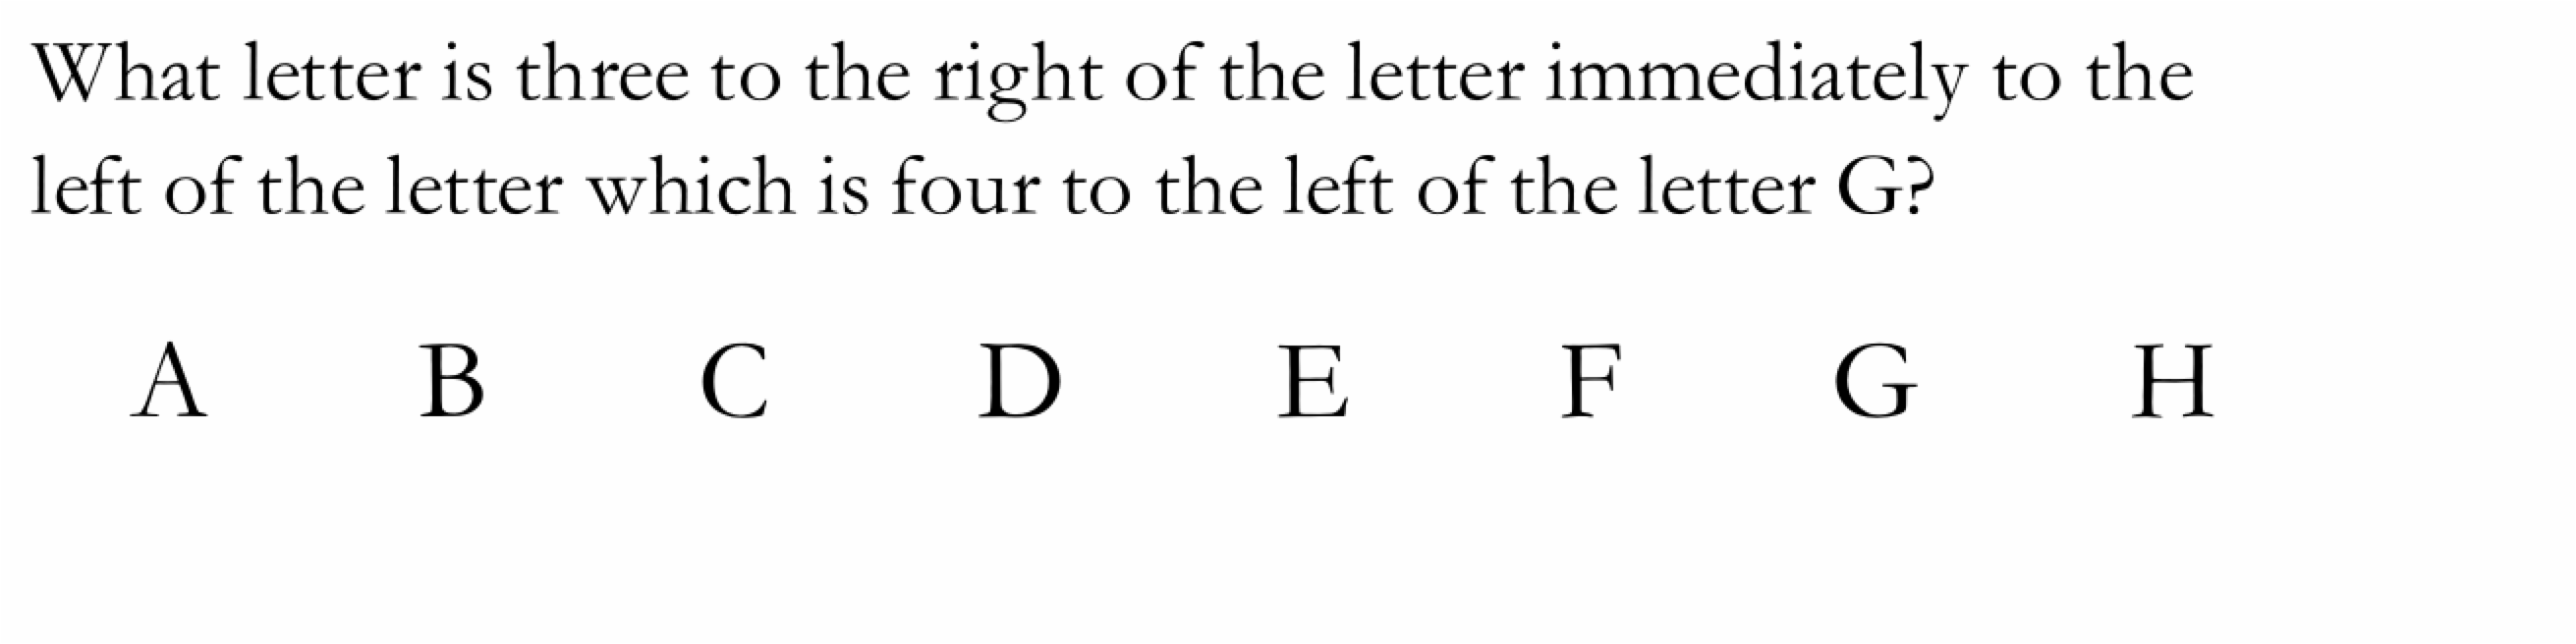 What letter is three to the right of the letter immediately to the
left of the letter which is four to the left of the letter G?
A B C D E F G H